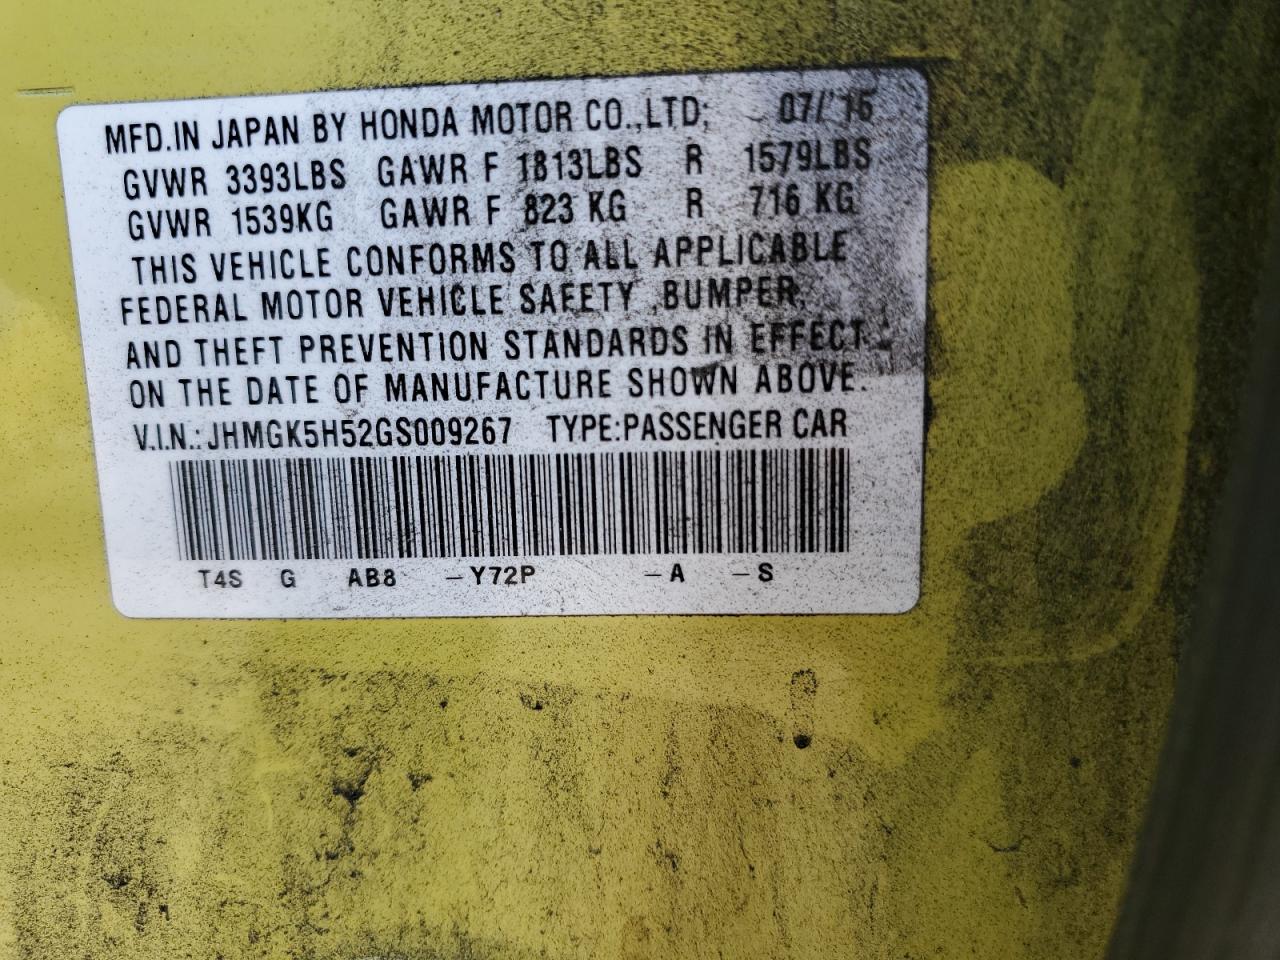 MFD.IN JAPAN BY HONDA MOTOR CO.,LTD; 07/'15
GVWR 3393LBS GAWR F 1813LBS R 1579LBS
GVWR 1539KG GAWR F 823 KG R 716 KG
THIS VEHICLE CONFORMS TO ALL APPLICABLE
FEDERAL MOTOR VEHICLE SAFETY ,BUMPER,
AND THEFT PREVENTION STANDARDS IN EFFECT
ON THE DATE OF MANUFACTURE SHOWN ABOVE.
V.I.N.: JHMGK5H52GS009267 TYPE:PASSENGER CAR
T4S G AB8 -Y72P -A -S